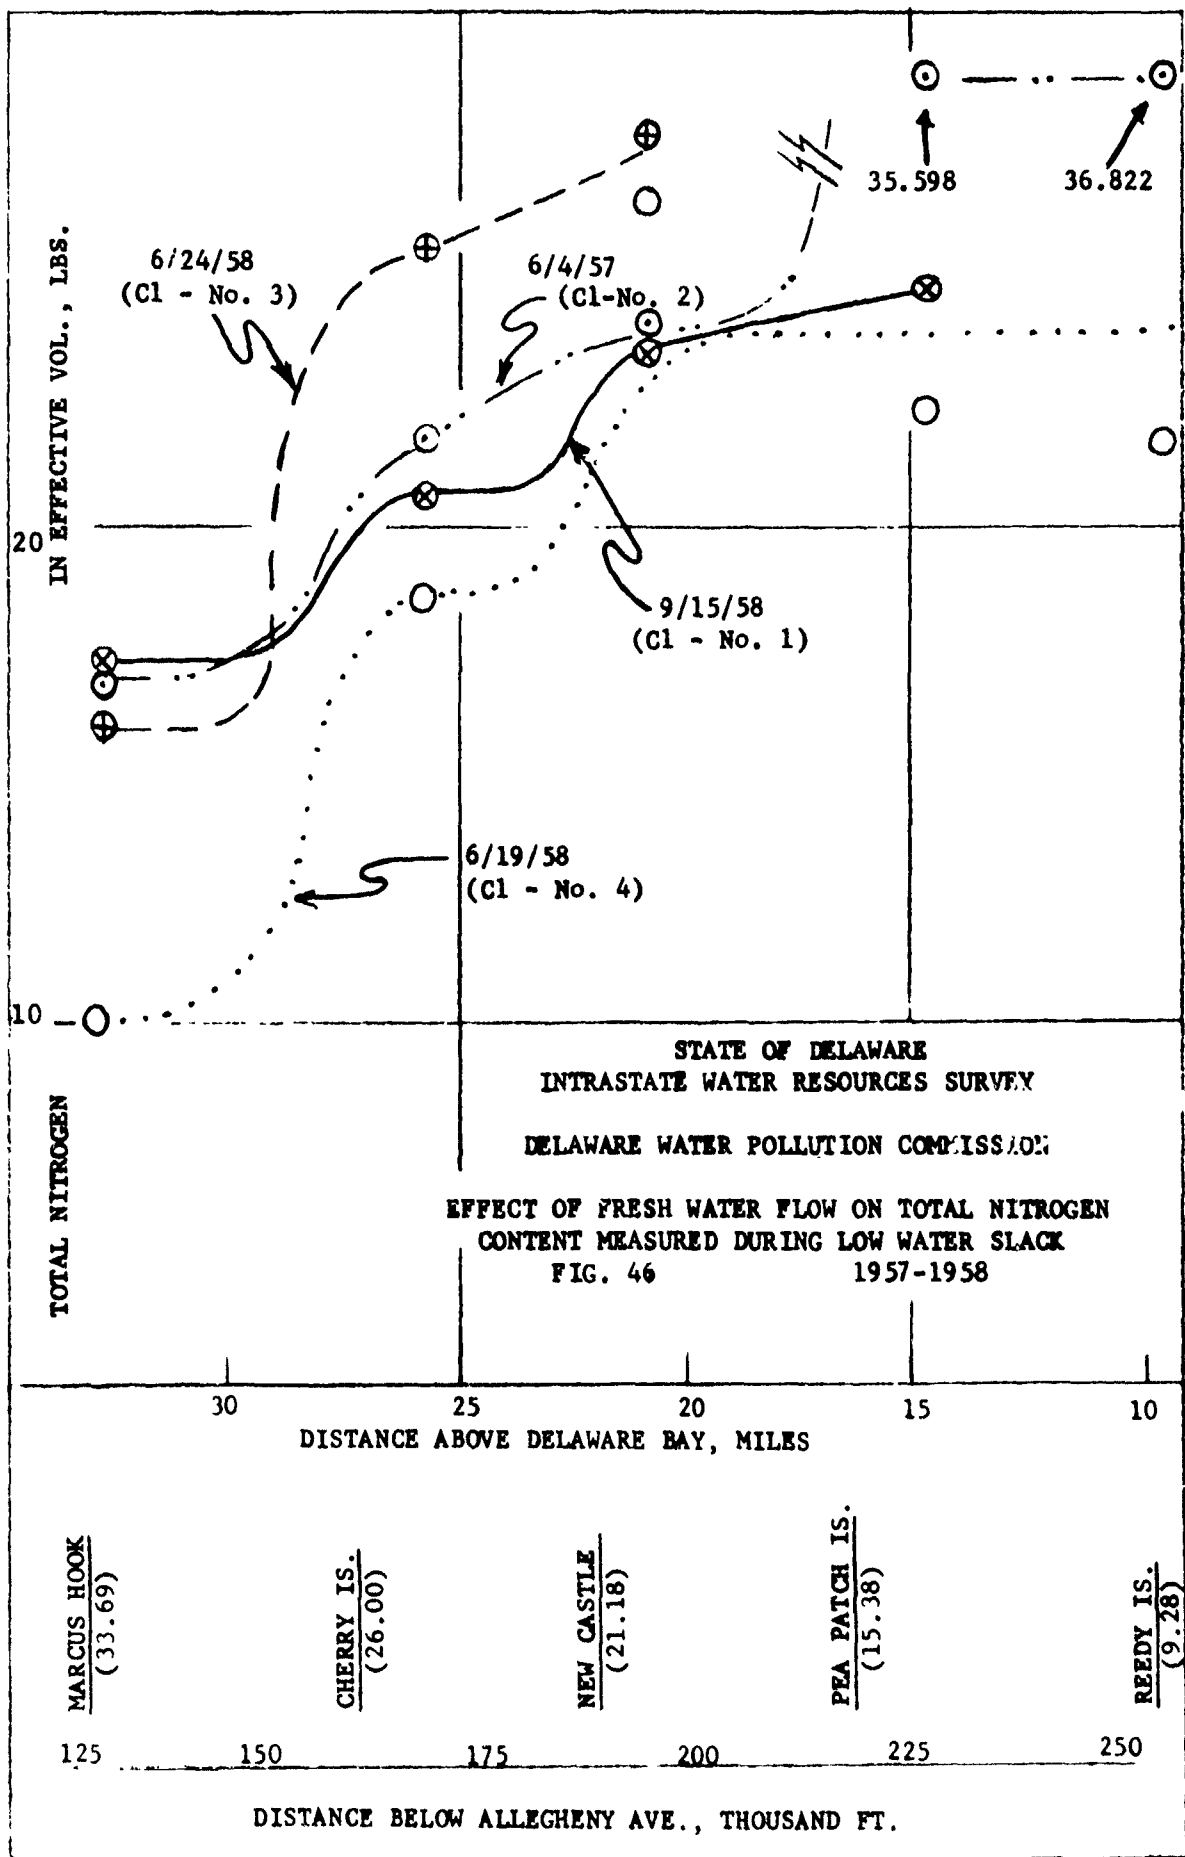 35.598
36.822
6/24/58
(Cl - No. 3)
6/4/57
(Cl-No. 2)
IN EFFECTIVE VOL., LBS.
20
9/15/58
(Cl - No. 1)
6/19/58
(Cl - No. 4)
10
TOTAL NITROGEN
STATE OF DELAWARE
INTRASTATE WATER RESOURCES SURVEY
DELAWARE WATER POLLUTION COMMISSION
EFFECT OF FRESH WATER FLOW ON TOTAL NITROGEN
CONTENT MEASURED DURING LOW WATER SLACK
FIG. 46 1957-1958
30 25 20 15 10
DISTANCE ABOVE DELAWARE BAY, MILES
MARCUS HOOK
(33.69)
CHERRY IS.
(26.00)
NEW CASTLE
(21.18)
PEA PATCH IS.
(15.38)
REEDY IS.
(9.28)
125 150 175 200 225 250
DISTANCE BELOW ALLEGHENY AVE., THOUSAND FT.